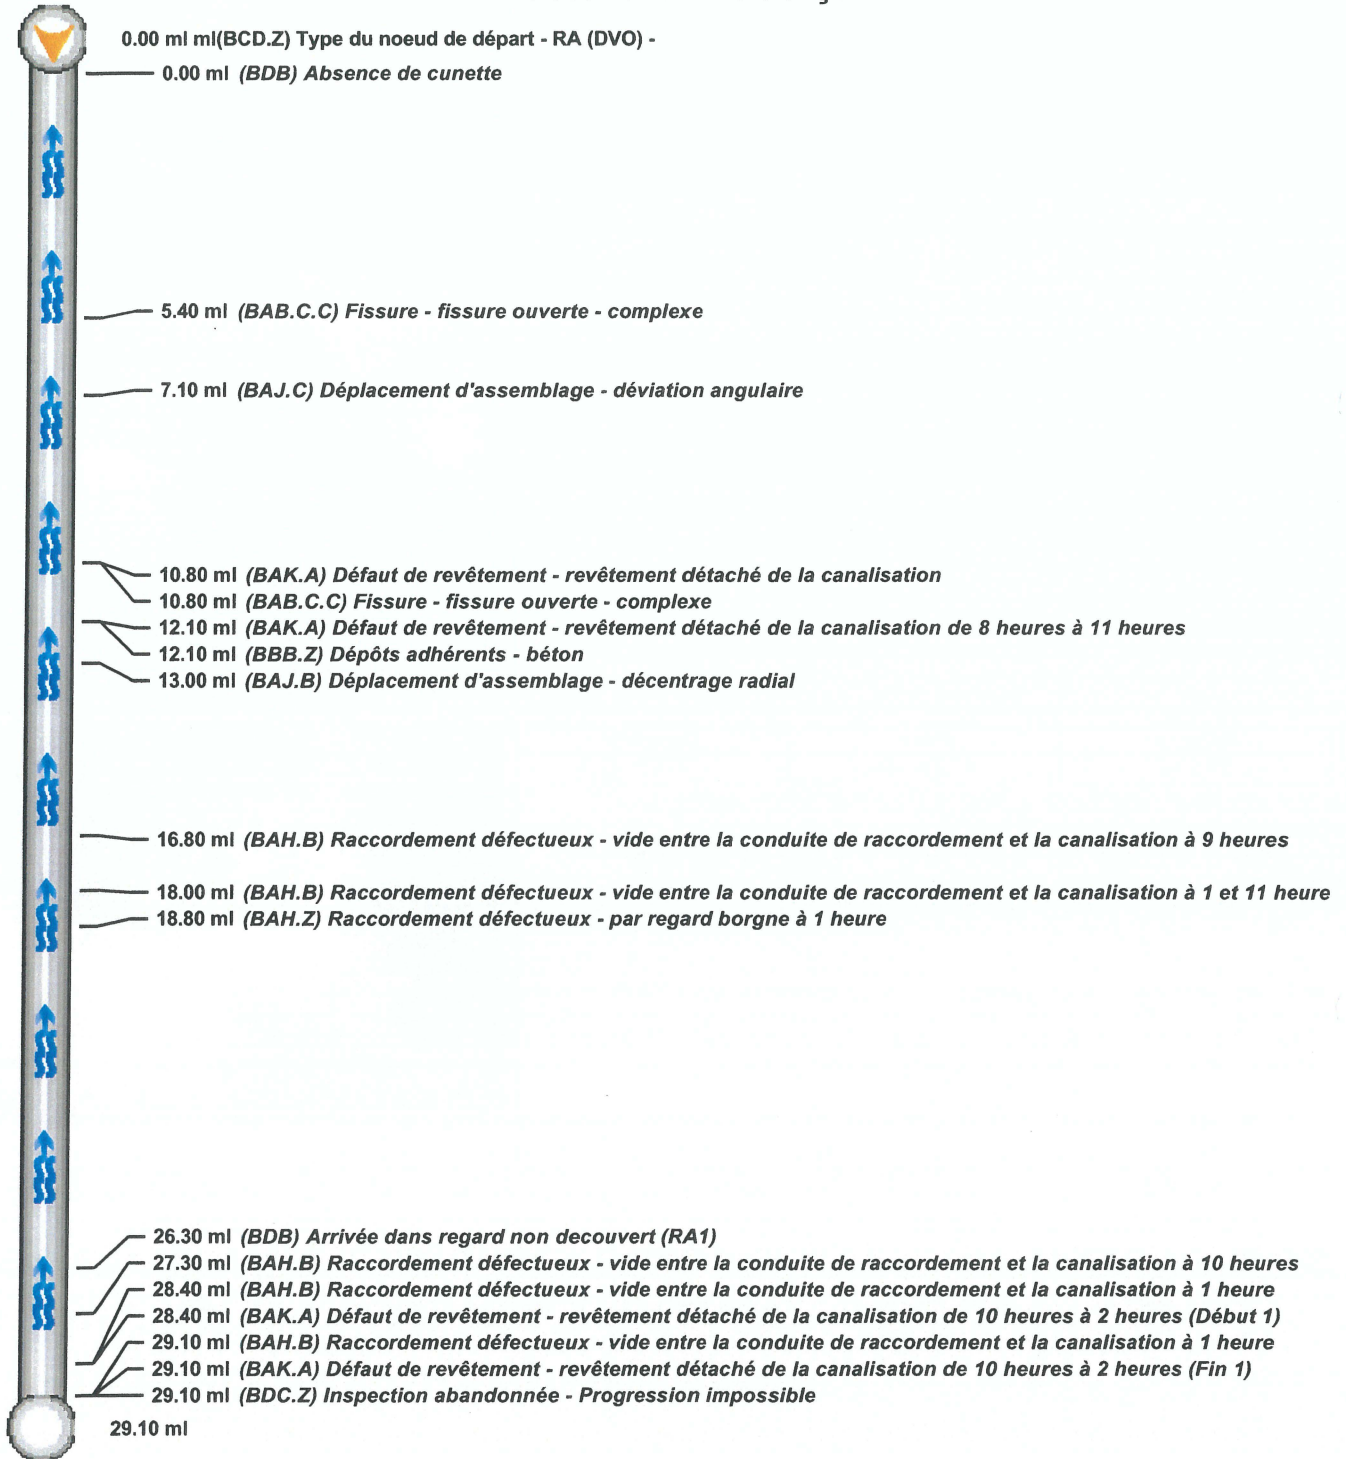 0.00 ml ml(BCD.Z) Type du noeud de départ - RA (DVO) -
0.00 ml (BDB) Absence de cunette
5.40 ml (BAB.C.C) Fissure - fissure ouverte - complexe
7.10 ml (BAJ.C) Déplacement d'assemblage - déviation angulaire
10.80 ml (BAK.A) Défaut de revêtement - revêtement détaché de la canalisation
10.80 ml (BAB.C.C) Fissure - fissure ouverte - complexe
12.10 ml (BAK.A) Défaut de revêtement - revêtement détaché de la canalisation de 8 heures à 11 heures
12.10 ml (BBB.Z) Dépôts adhérents - béton
13.00 ml (BAJ.B) Déplacement d'assemblage - décentrage radial
16.80 ml (BAH.B) Raccordement défectueux - vide entre la conduite de raccordement et la canalisation à 9 heures
18.00 ml (BAH.B) Raccordement défectueux - vide entre la conduite de raccordement et la canalisation à 1 et 11 heure
18.80 ml (BAH.Z) Raccordement défectueux - par regard borgne à 1 heure
26.30 ml (BDB) Arrivée dans regard non decouvert (RA1)
27.30 ml (BAH.B) Raccordement défectueux - vide entre la conduite de raccordement et la canalisation à 10 heures
28.40 ml (BAH.B) Raccordement défectueux - vide entre la conduite de raccordement et la canalisation à 1 heure
28.40 ml (BAK.A) Défaut de revêtement - revêtement détaché de la canalisation de 10 heures à 2 heures (Début 1)
29.10 ml (BAH.B) Raccordement défectueux - vide entre la conduite de raccordement et la canalisation à 1 heure
29.10 ml (BAK.A) Défaut de revêtement - revêtement détaché de la canalisation de 10 heures à 2 heures (Fin 1)
29.10 ml (BDC.Z) Inspection abandonnée - Progression impossible
29.10 ml